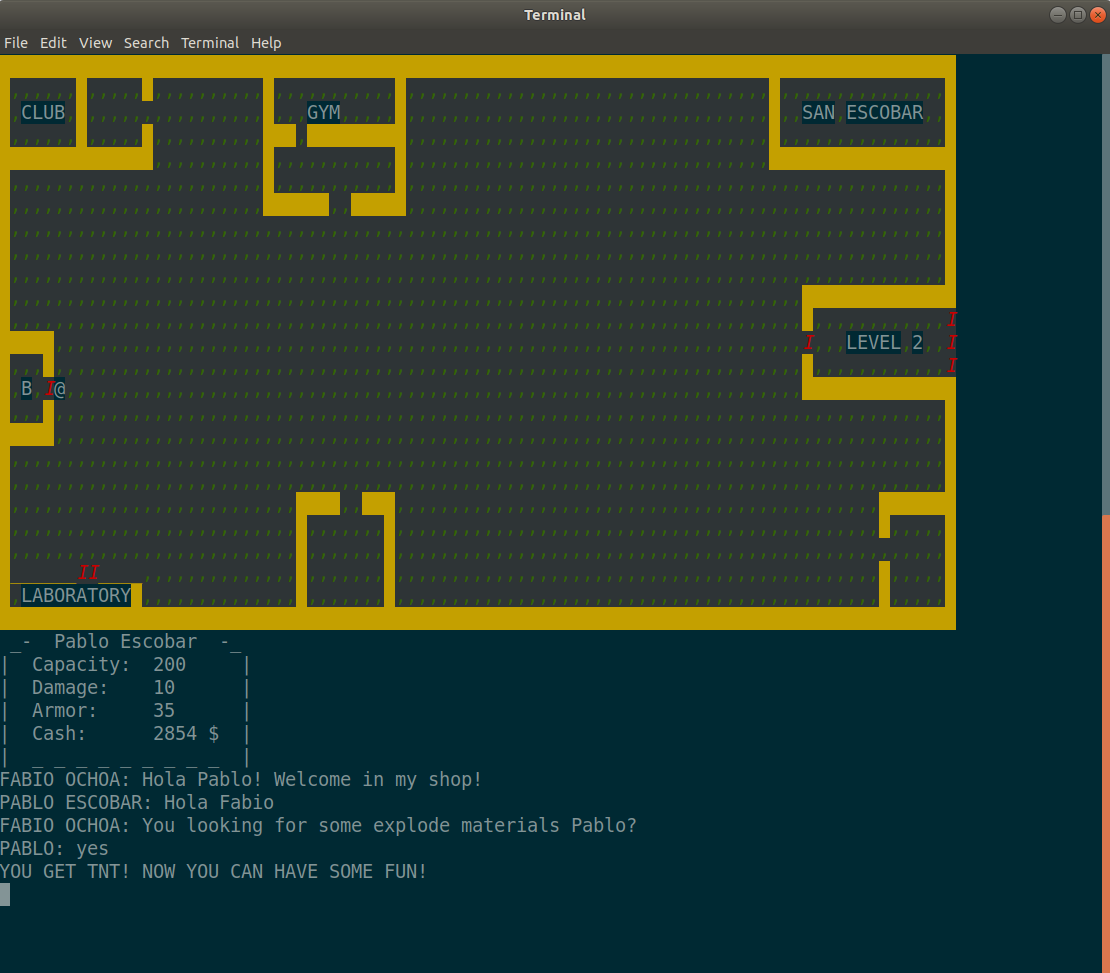 Terminal
File Edit View Search Terminal Help
CLUB GYM SAN ESCOBAR
I
I LEVEL 2 I
I
B I@
II
LABORATORY
_-  Pablo Escobar  -_
|  Capacity:  200      |
|  Damage:    10       |
|  Armor:     35       |
|  Cash:      2854 $  |
|  _ _ _ _ _ _ _ _ _  |
FABIO OCHOA: Hola Pablo! Welcome in my shop!
PABLO ESCOBAR: Hola Fabio
FABIO OCHOA: You looking for some explode materials Pablo?
PABLO: yes
YOU GET TNT! NOW YOU CAN HAVE SOME FUN!